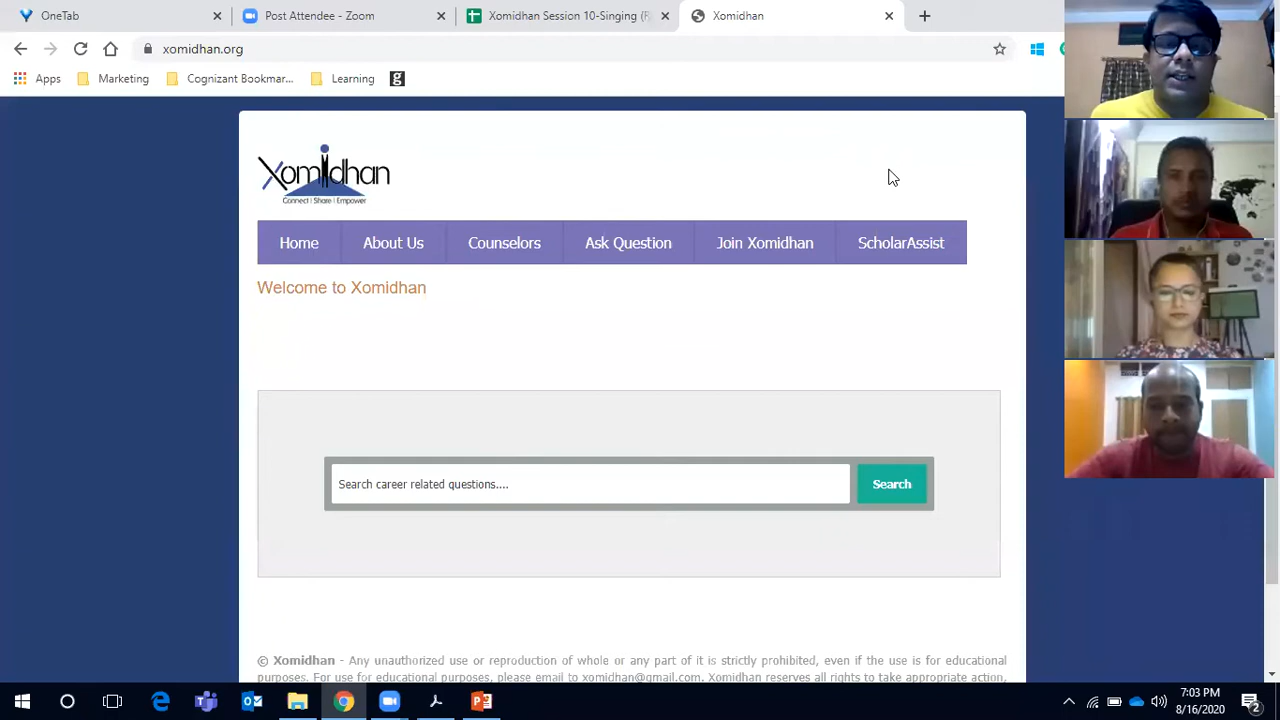 OneTab
Post Attendee - Zoom
Xomidhan Session 10-Singing (R
Xomidhan
xomidhan.org
Apps
Marketing
Cognizant Bookmar...
Learning
g
Xomidhan
Connect | Share | Empower
Home
About Us
Counselors
Ask Question
Join Xomidhan
ScholarAssist
Welcome to Xomidhan
Search career related questions....
Search
© Xomidhan - Any unauthorized use or reproduction of whole or any part of it is strictly prohibited, even if the use is for educational
purposes. For use for educational purposes, please email to xomidhan@gmail.com. Xomidhan reserves all rights to take appropriate action,
7:03 PM
8/16/2020
2